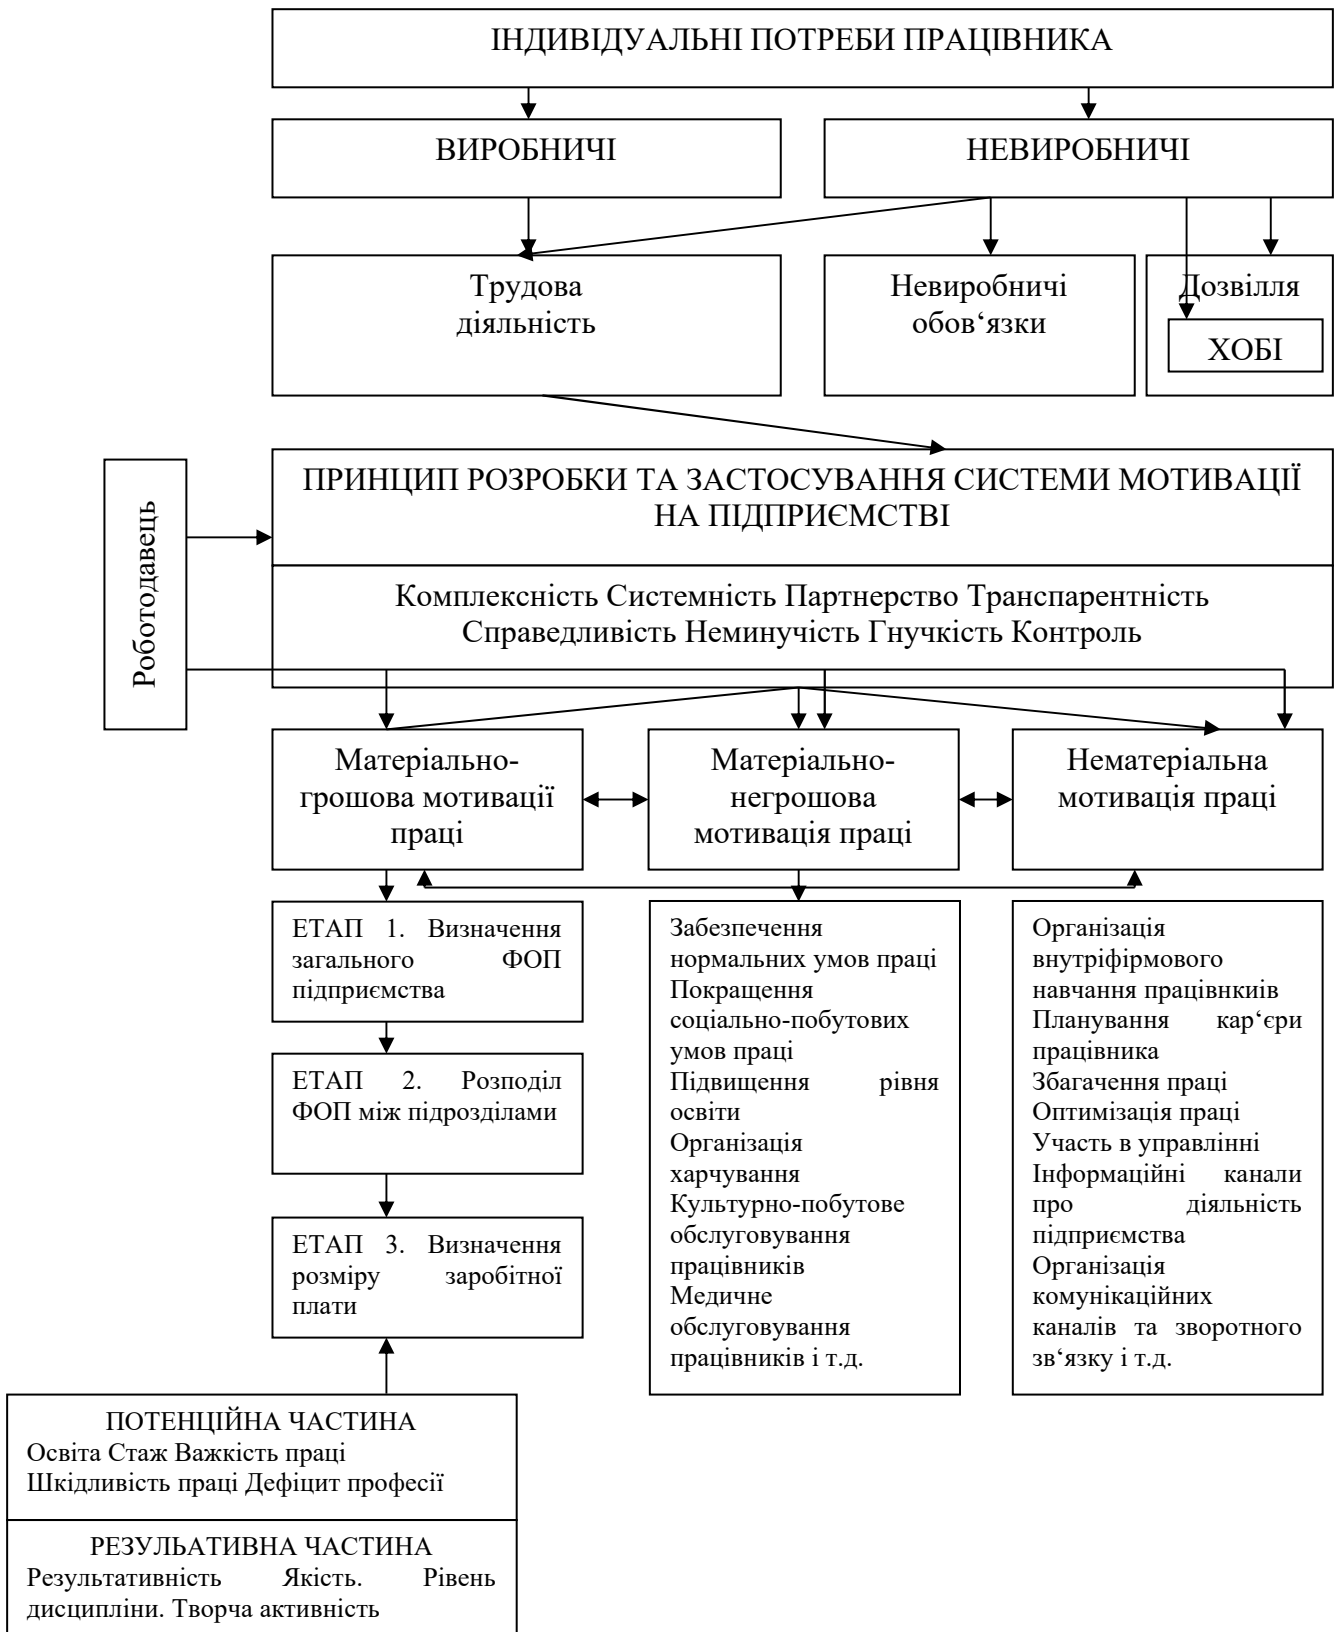 ІНДИВІДУАЛЬНІ ПОТРЕБИ ПРАЦІВНИКА
ВИРОБНИЧІ
НЕВИРОБНИЧІ
Трудова
діяльність
Невиробничі
обов‘язки
Дозвілля
ХОБІ
Роботодавець
ПРИНЦИП РОЗРОБКИ ТА ЗАСТОСУВАННЯ СИСТЕМИ МОТИВАЦІЇ
НА ПІДПРИЄМСТВІ
Комплексність Системність Партнерство Транспарентність
Справедливість Неминучість Гнучкість Контроль
Матеріально-
грошова мотивації
праці
Матеріально-
негрошова
мотивація праці
Нематеріальна
мотивація праці
ЕТАП 1. Визначення
загального ФОП
підприємства
ЕТАП 2. Розподіл
ФОП між підрозділами
ЕТАП 3. Визначення
розміру заробітної
плати
Забезпечення
нормальних умов праці
Покращення
соціально-побутових
умов праці
Підвищення рівня
освіти
Організація
харчування
Культурно-побутове
обслуговування
працівників
Медичне
обслуговування
працівників і т.д.
Організація
внутріфірмового
навчання працівнкиів
Планування кар‘єри
працівника
Збагачення праці
Оптимізація праці
Участь в управлінні
Інформаційні канали
про діяльність
підприємства
Організація
комунікаційних
каналів та зворотного
зв‘язку і т.д.
ПОТЕНЦІЙНА ЧАСТИНА
Освіта Стаж Важкість праці
Шкідливість праці Дефіцит професії
РЕЗУЛЬАТИВНА ЧАСТИНА
Результативність Якість. Рівень
дисципліни. Творча активність